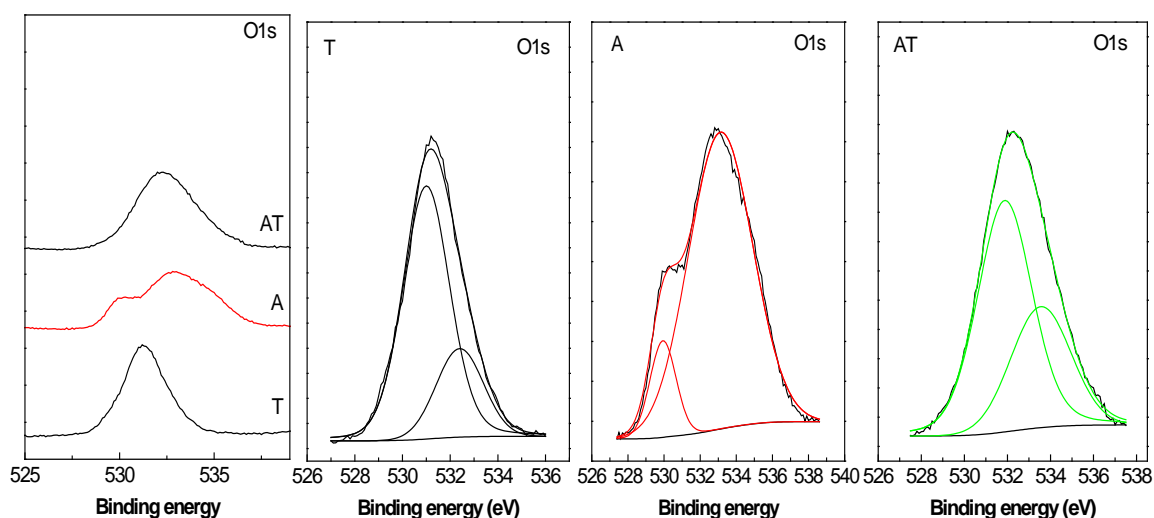 O1s
AT
A
T
525 530 535
Binding energy
T O1s
526 528 530 532 534 536
Binding energy (eV)
A O1s
526 528 530 532 534 536 538 540
Binding energy
AT O1s
526 528 530 532 534 536 538
Binding energy (eV)